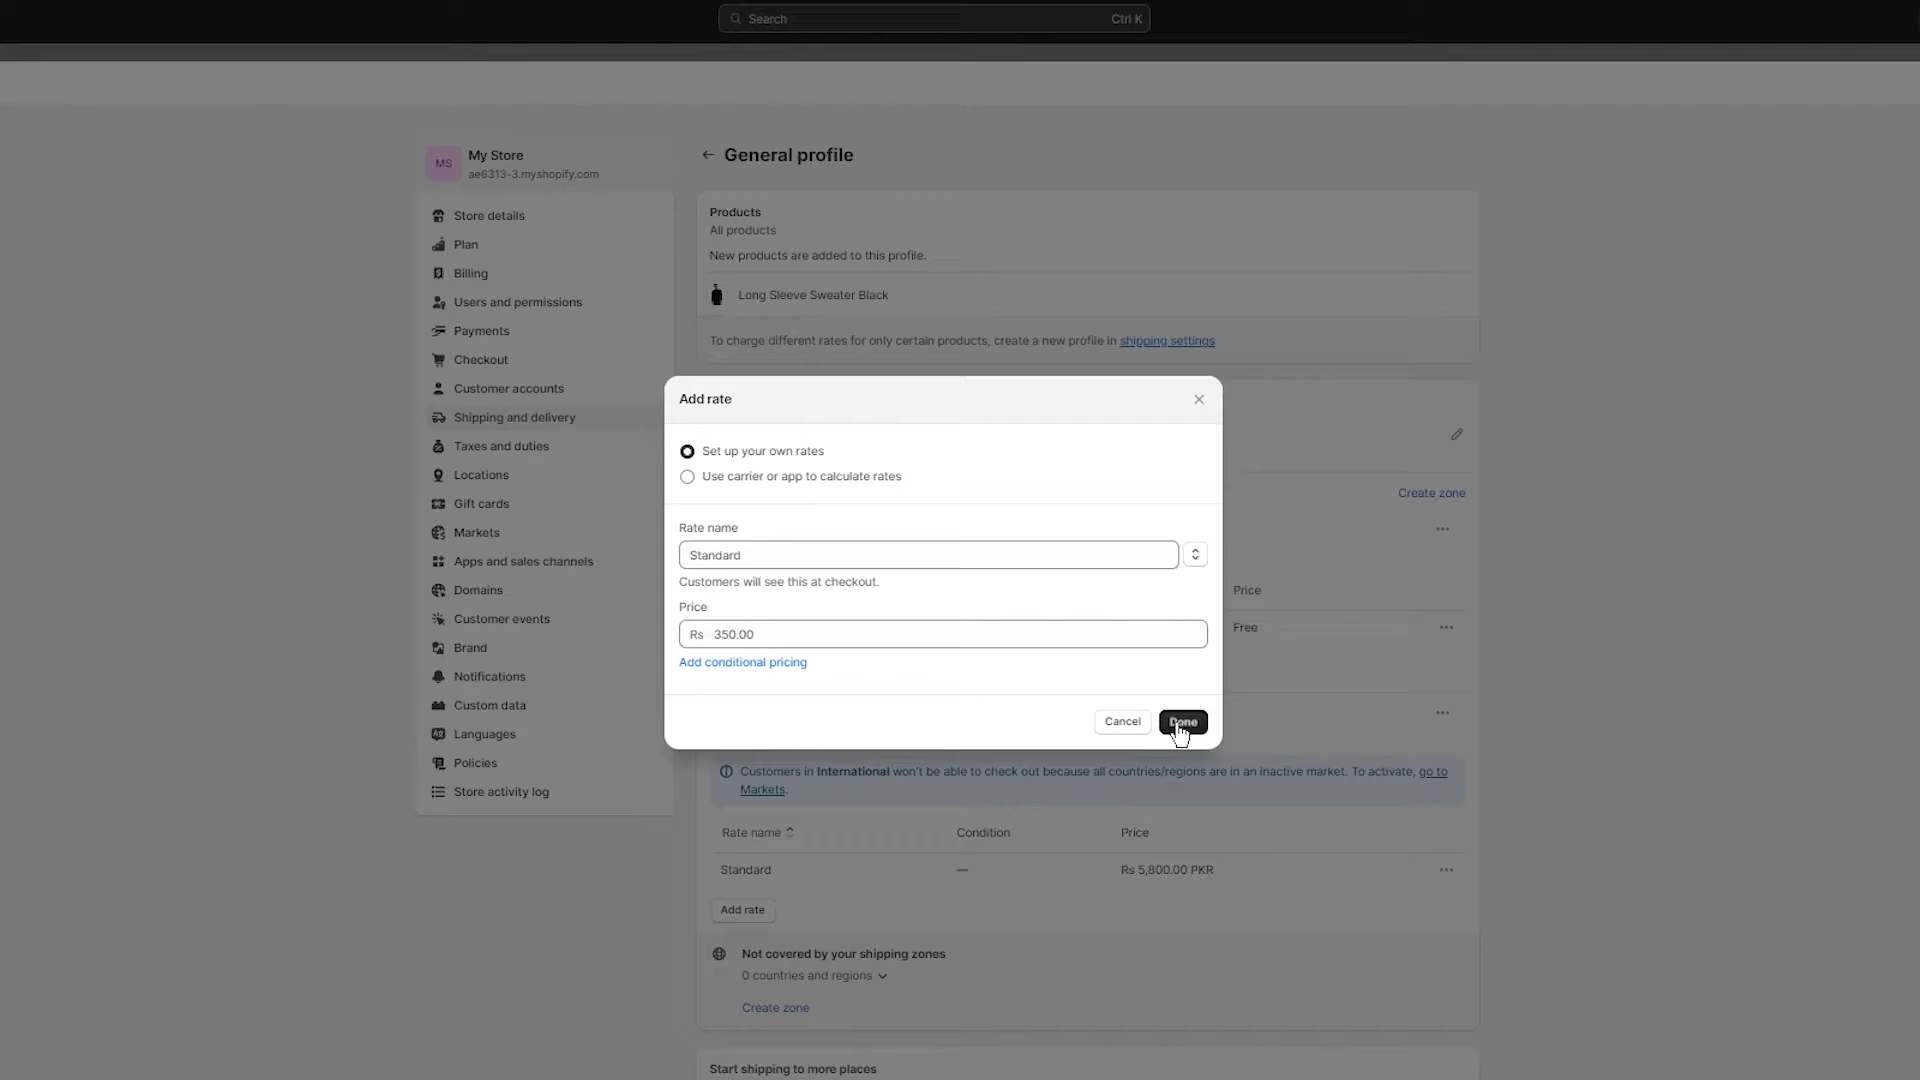 Search Ctrl K
MS
My Store
ae6313-3.myshopify.com
Store details
Plan
Billing
Users and permissions
Payments
Checkout
Customer accounts
Shipping and delivery
Taxes and duties
Locations
Gift cards
Markets
Apps and sales channels
Domains
Customer events
Brand
Notifications
Custom data
Languages
Policies
Store activity log
← General profile
Products
All products
New products are added to this profile.
Long Sleeve Sweater Black
To charge different rates for only certain products, create a new profile in shipping settings
Create zone
Price
Free
Add rate
Set up your own rates
Use carrier or app to calculate rates
Rate name
Standard
Customers will see this at checkout.
Price
Rs 350.00
Add conditional pricing
Cancel Done
Customers in International won't be able to check out because all countries/regions are in an inactive market. To activate, go to
Markets.
Rate name Condition Price
Standard — Rs 5,800.00 PKR
Add rate
Not covered by your shipping zones
0 countries and regions
Create zone
Start shipping to more places